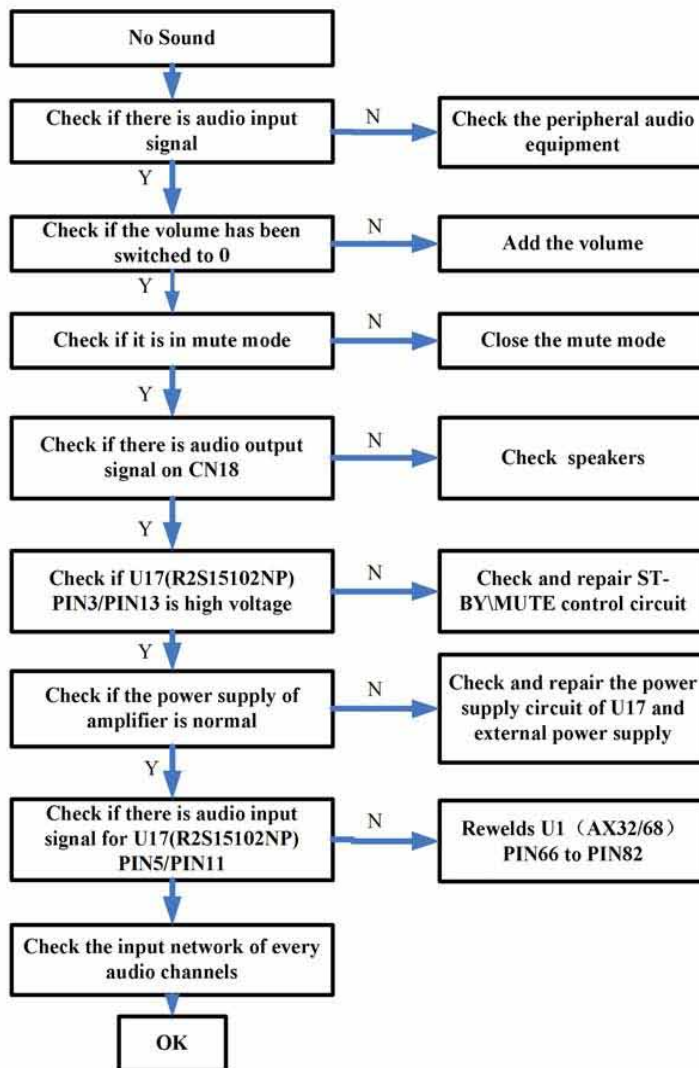 No Sound
Check if there is audio input
signal
N
Check the peripheral audio
equipment
Y
Check if the volume has been
switched to 0
N
Add the volume
Y
Check if it is in mute mode
N
Close the mute mode
Y
Check if there is audio output
signal on CN18
N
Check speakers
Y
Check if U17(R2S15102NP)
PIN3/PIN13 is high voltage
N
Check and repair ST-
BY\MUTE control circuit
Y
Check if the power supply of
amplifier is normal
N
Check and repair the power
supply circuit of U17 and
external power supply
Y
Check if there is audio input
signal for U17(R2S15102NP)
PIN5/PIN11
N
Rewelds U1（AX32/68）
PIN66 to PIN82
Check the input network of every
audio channels
OK